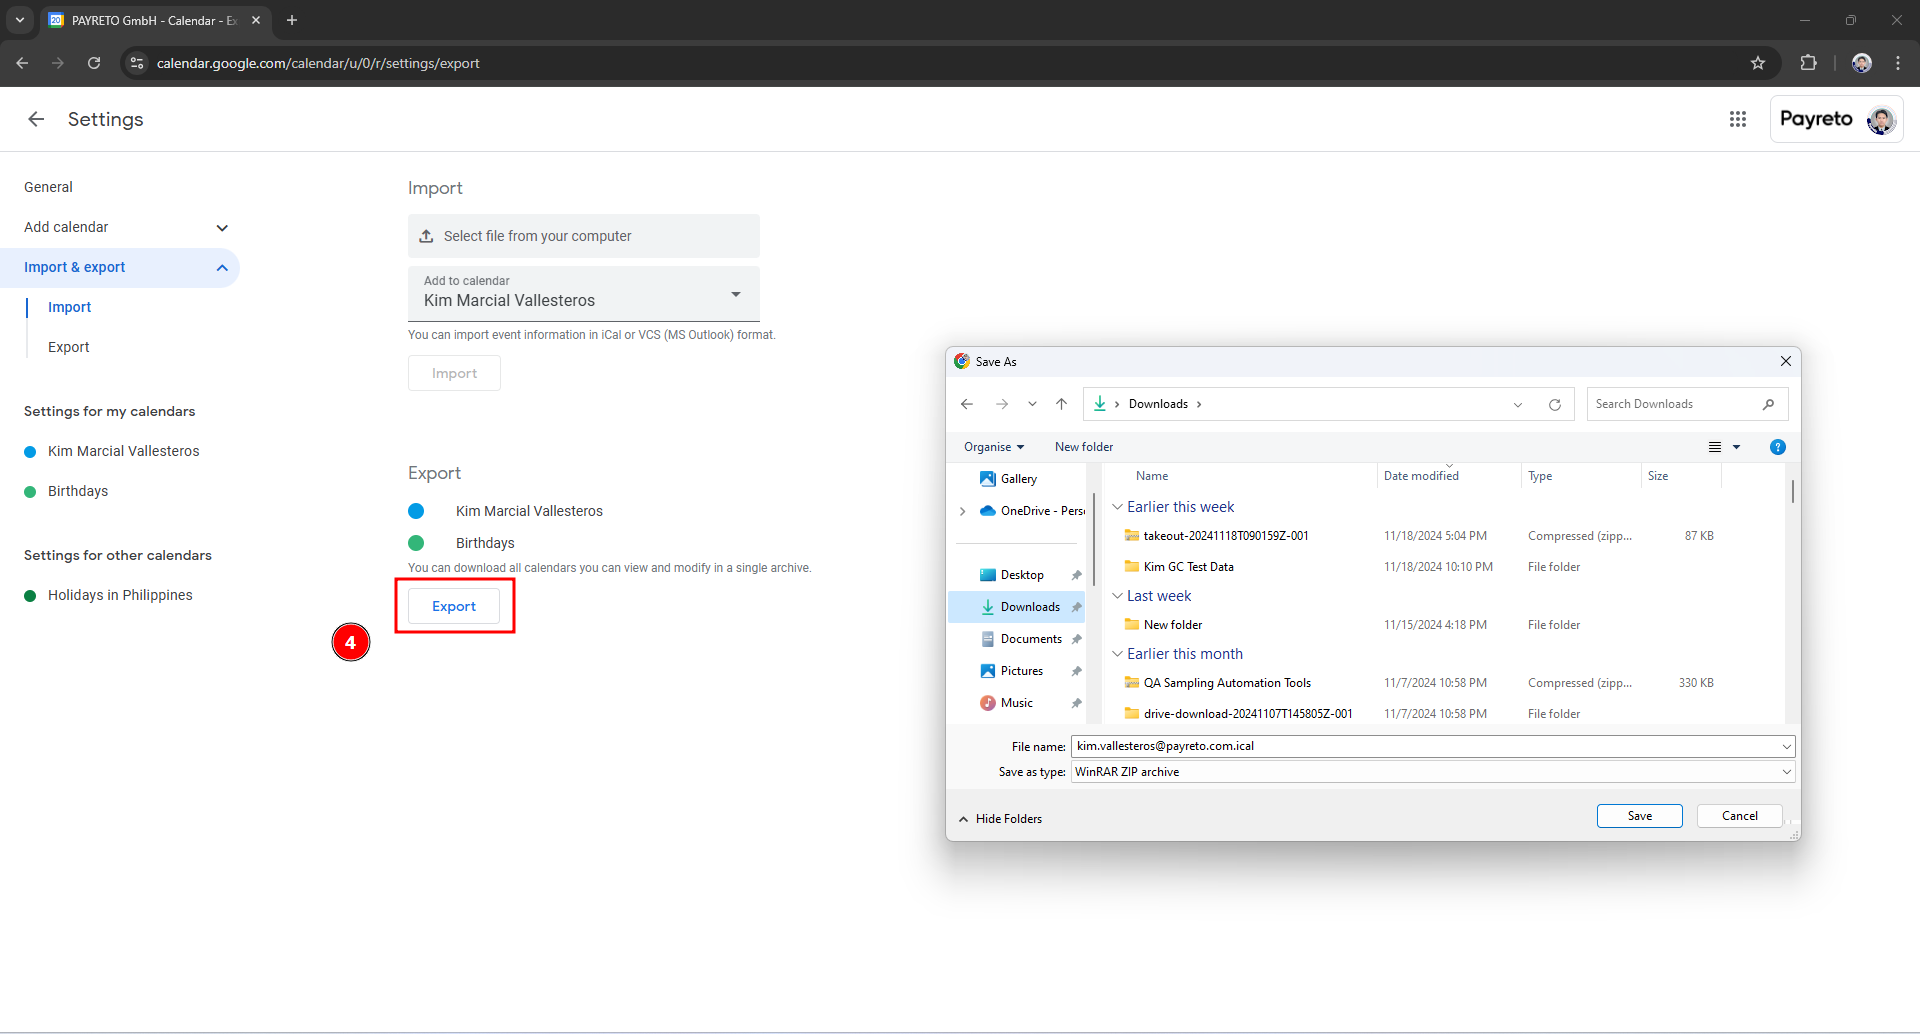 PAYRETO GmbH - Calendar - Ex
calendar.google.com/calendar/u/0/r/settings/export
Settings
Payreto
General
Add calendar
Import & export
Import
Export
Settings for my calendars
Kim Marcial Vallesteros
Birthdays
Settings for other calendars
Holidays in Philippines
Import
Select file from your computer
Add to calendar
Kim Marcial Vallesteros
You can import event information in iCal or VCS (MS Outlook) format.
Import
Export
Kim Marcial Vallesteros
Birthdays
You can download all calendars you can view and modify in a single archive.
Export
4
Save As
Downloads
Search Downloads
Organise
New folder
?
Gallery
OneDrive - Pers
Desktop
Downloads
Documents
Pictures
Music
Name Date modified Type Size
Earlier this week
takeout-20241118T090159Z-001 11/18/2024 5:04 PM Compressed (zipp... 87 KB
Kim GC Test Data 11/18/2024 10:10 PM File folder
Last week
New folder 11/15/2024 4:18 PM File folder
Earlier this month
QA Sampling Automation Tools 11/7/2024 10:58 PM Compressed (zipp... 330 KB
drive-download-20241107T145805Z-001 11/7/2024 10:58 PM File folder
File name: kim.vallesteros@payreto.com.ical
Save as type: WinRAR ZIP archive
Hide Folders
Save
Cancel